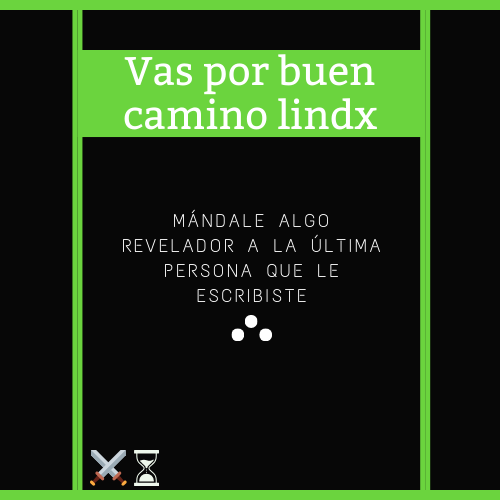 Vas por buen
camino lindx
MÁNDALE ALGO
REVELADOR A LA ÚLTIMA
PERSONA QUE LE
ESCRIBISTE